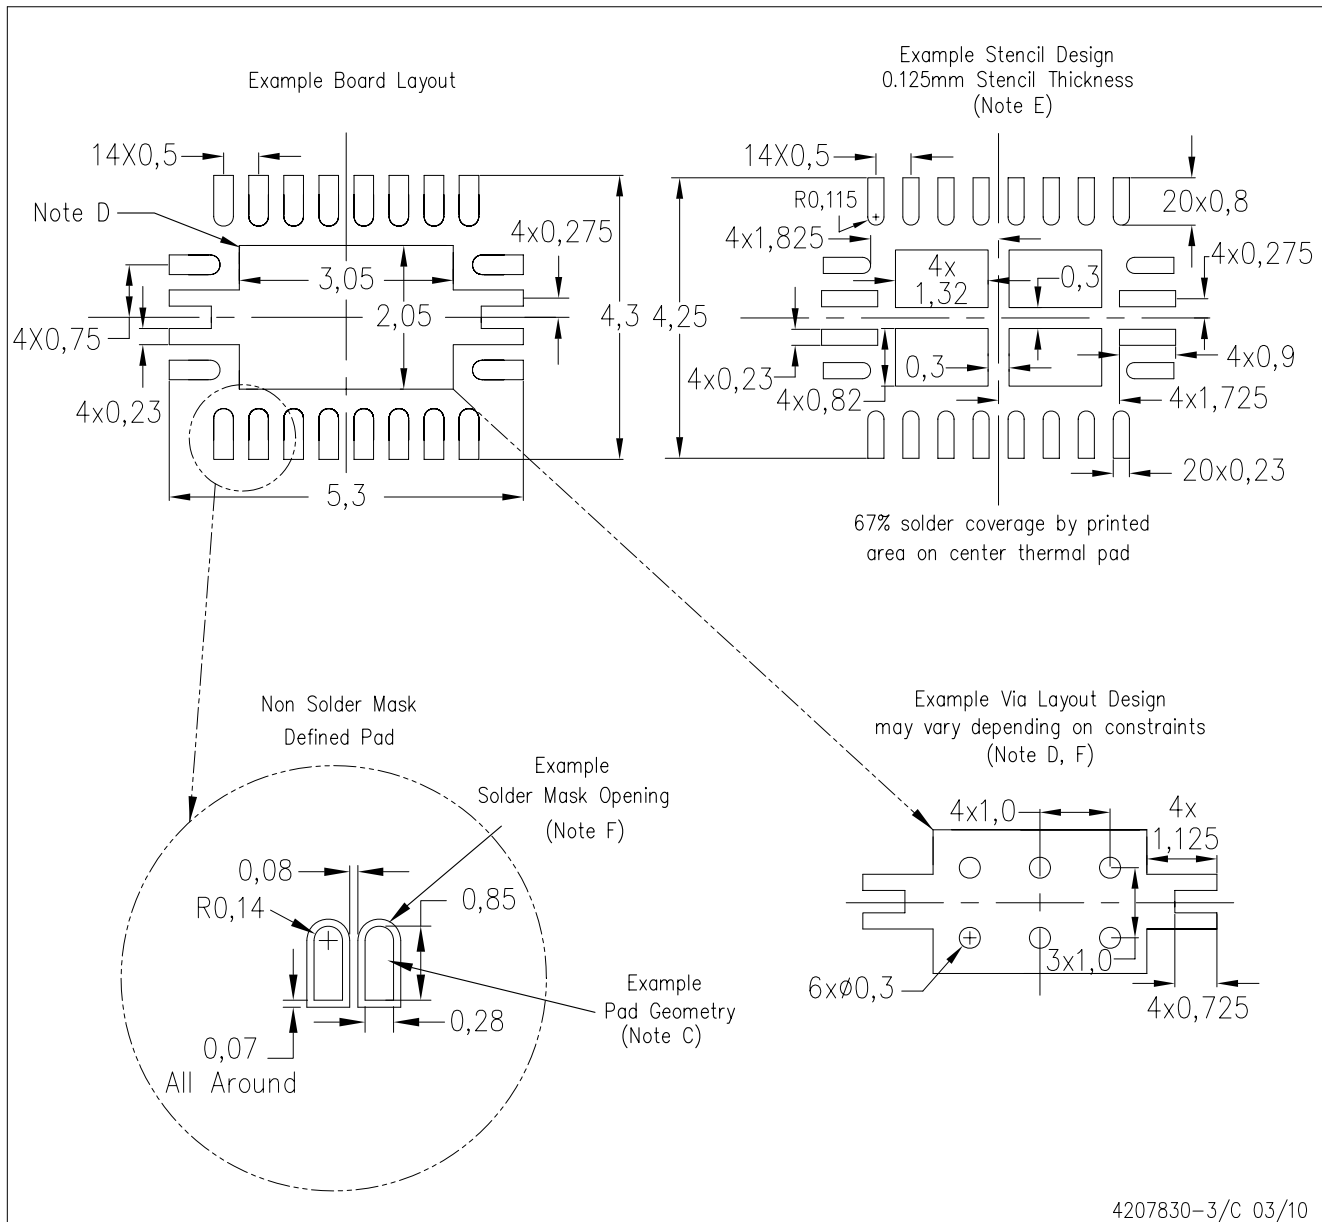 Example Board Layout
14X0,5
Note D
4x0,275
3,05
2,05
4,3
4X0,75
4x0,23
5,3
Example Stencil Design
0.125mm Stencil Thickness
(Note E)
14X0,5
R0,115
20x0,8
4x1,825
4x0,275
4x
1,32
0,3
4,25
0,3
4x0,9
4x0,23
4x0,82
4x1,725
20x0,23
67% solder coverage by printed
area on center thermal pad
Non Solder Mask
Defined Pad
Example
Solder Mask Opening
(Note F)
0,08
R0,14
0,85
Example
Pad Geometry
(Note C)
0,28
0,07
All Around
Example Via Layout Design
may vary depending on constraints
(Note D, F)
4x1,0
4x
1,125
3x1,0
6xø0,3
4x0,725
4207830-3/C 03/10